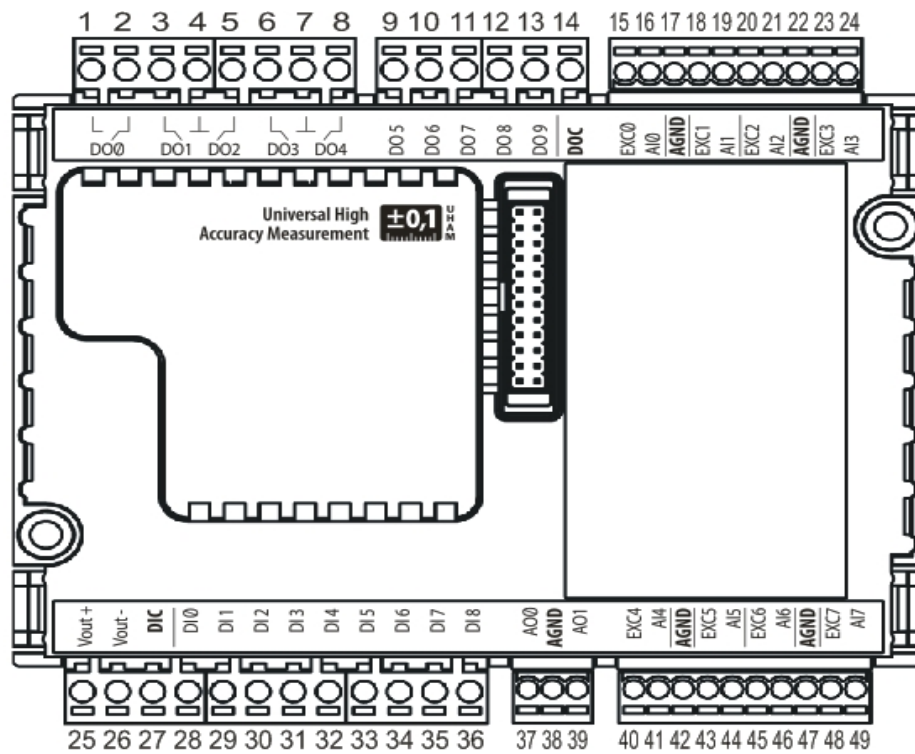 1 2 3 4 5 6 7 8 9 10 11 12 13 14 15 16 17 18 19 20 21 22 23 24
DO0 DO1 DO2 DO3 DO4 DO5 DO6 DO7 DO8 DO9 DOC EXC0 AI0 AGND EXC1 AI1 EXC2 AI2 AGND EXC3 AI3
Universal High
Accuracy Measurement
±0,1
UHAM
Vout+ Vout- DIC DI0 DI1 DI2 DI3 DI4 DI5 DI6 DI7 DI8 AO0 AGND AO1 EXC4 AI4 AGND EXC5 AI5 EXC6 AI6 AGND EXC7 AI7
25 26 27 28 29 30 31 32 33 34 35 36 37 38 39 40 41 42 43 44 45 46 47 48 49